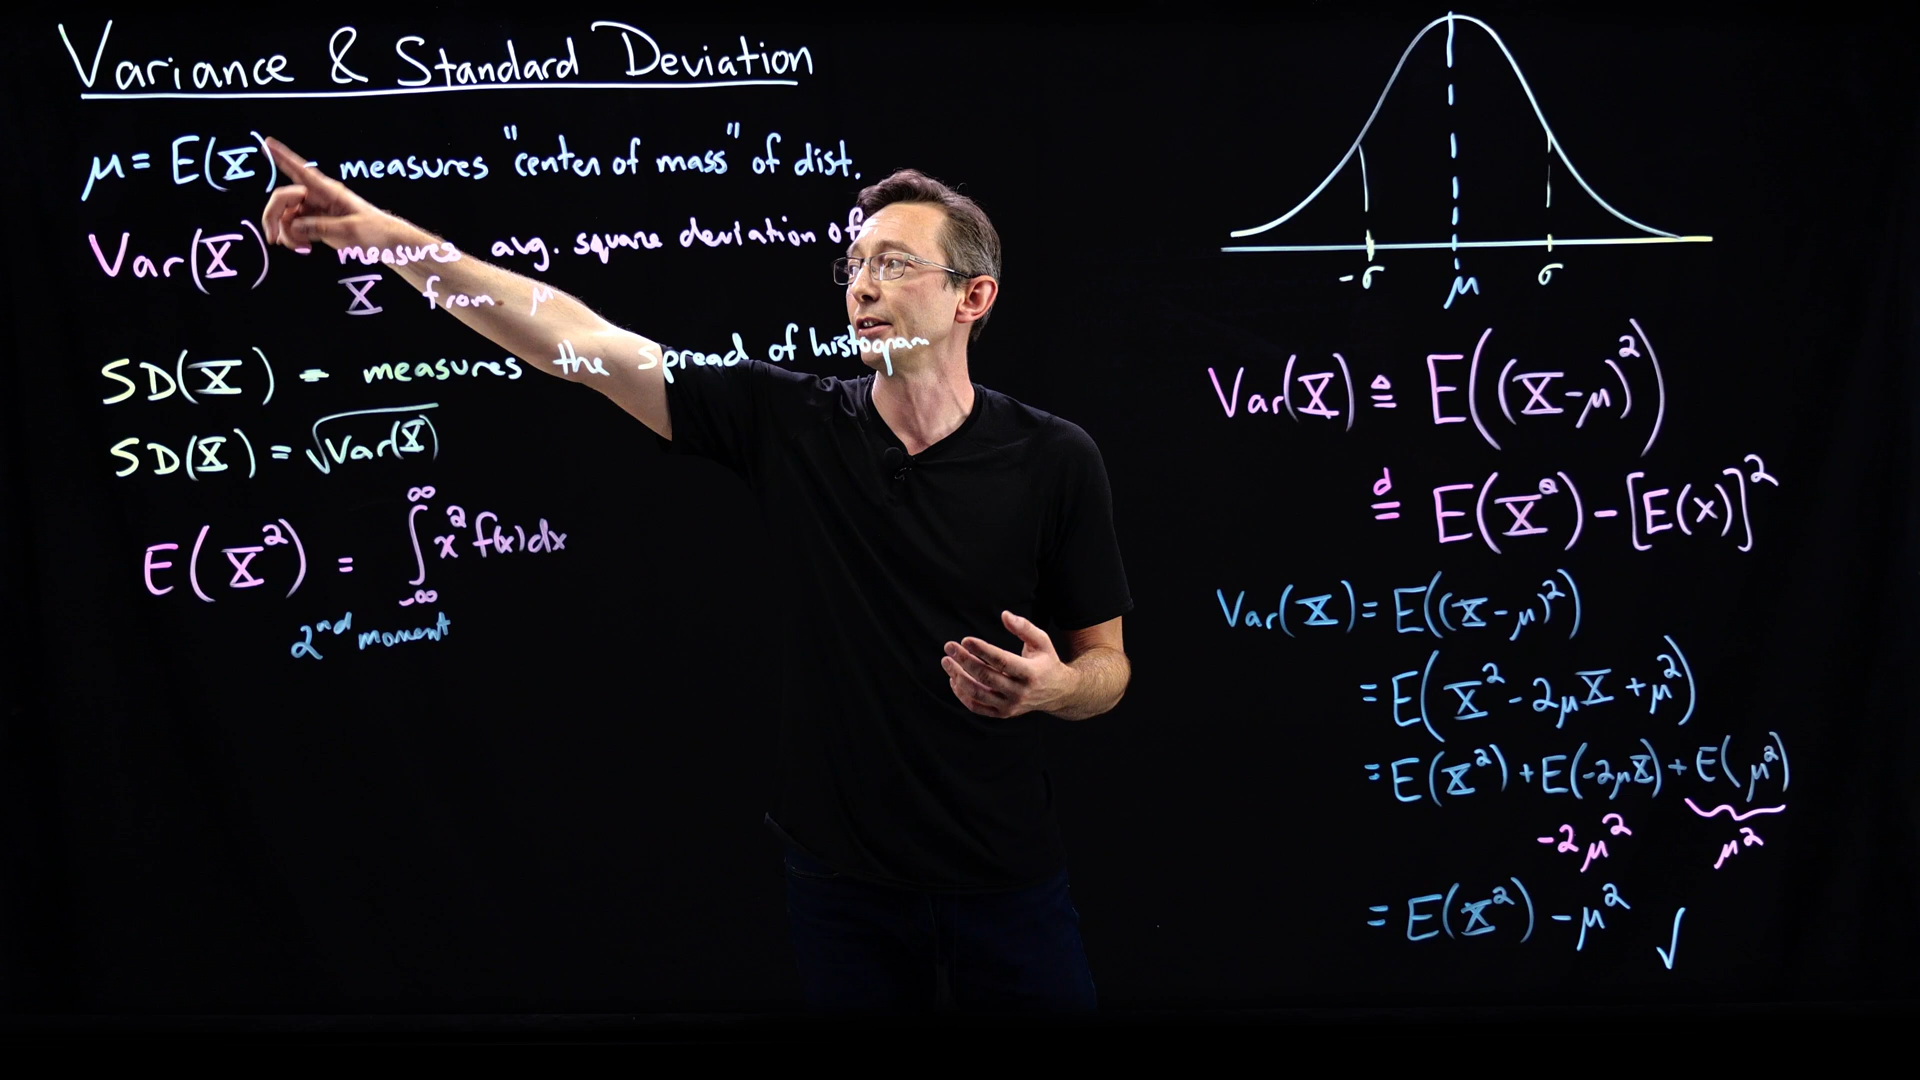 Variance & Standard Deviation
μ = E(X) - measures "center of mass" of dist.
Var(X) - measures avg. square deviation of
X from μ
SD(X) - measures the spread of histogram
SD(X) = √Var(X)
E(X²) = ∫_{-∞}^{∞} x² f(x) dx
2nd moment
-σ μ σ
Var(X) ≜ E((X-μ)²)
≝ E(X²) - [E(x)]²
Var(X) = E((X-μ)²)
= E(X² - 2μX + μ²)
= E(X²) + E(-2μX) + E(μ²)
-2μ² μ²
= E(X²) - μ² √